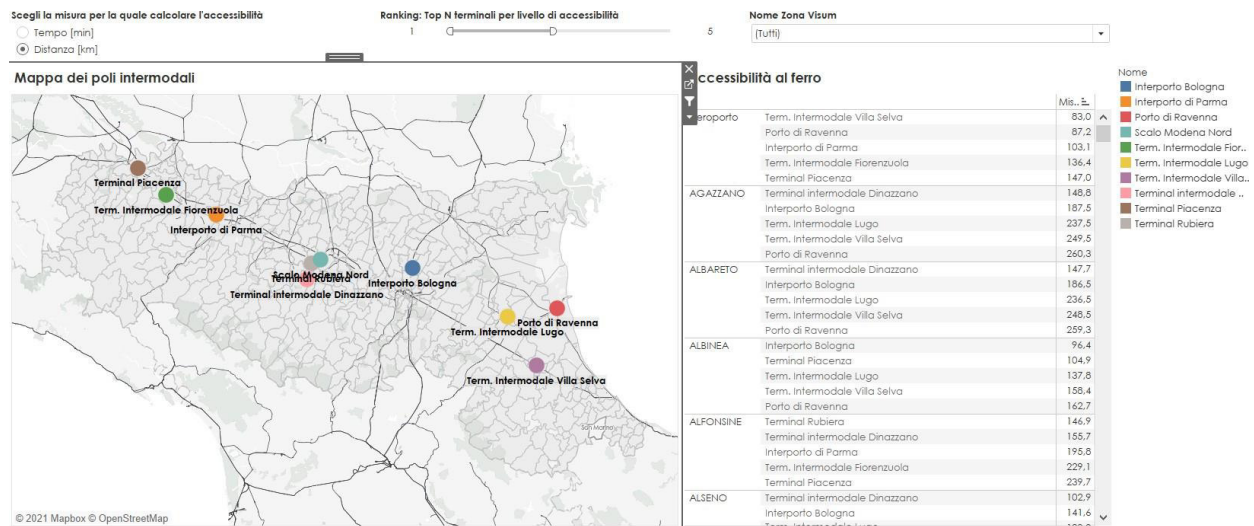 Scegli la misura per la quale calcolare l'accessibilità
Tempo [min]
Distanza [km]
Ranking: Top N terminali per livello di accessibilità
1
5
Nome Zona Visum
(Tutti)
Mappa dei poli intermodali
Terminal Piacenza
Term. Intermodale Fiorenzuola
Interporto di Parma
Scalo Modena Nord
Terminal Rubiera
Terminal intermodale Dinazzano
Interporto Bologna
Porto di Ravenna
Term. Intermodale Lugo
Term. Intermodale Villa Selva
San Marino
© 2021 Mapbox © OpenStreetMap
ccessibilità al ferro
Mis..
eroporto Term. Intermodale Villa Selva 83,0
Porto di Ravenna 87,2
Interporto di Parma 103,1
Term. Intermodale Fiorenzuola 136,4
Terminal Piacenza 147,0
AGAZZANO Terminal intermodale Dinazzano 148,8
Interporto Bologna 187,5
Term. Intermodale Lugo 237,5
Term. Intermodale Villa Selva 249,5
Porto di Ravenna 260,3
ALBARETO Terminal intermodale Dinazzano 147,7
Interporto Bologna 186,5
Term. Intermodale Lugo 236,5
Term. Intermodale Villa Selva 248,5
Porto di Ravenna 259,3
ALBINEA Interporto Bologna 96,4
Terminal Piacenza 104,9
Term. Intermodale Lugo 137,8
Term. Intermodale Villa Selva 158,4
Porto di Ravenna 162,7
ALFONSINE Terminal Rubiera 146,9
Terminal intermodale Dinazzano 155,7
Interporto di Parma 195,8
Term. Intermodale Fiorenzuola 229,1
Terminal Piacenza 239,7
ALSENO Terminal intermodale Dinazzano 102,9
Interporto Bologna 141,6
Nome
Interporto Bologna
Interporto di Parma
Porto di Ravenna
Scalo Modena Nord
Term. Intermodale Fior..
Term. Intermodale Lugo
Term. Intermodale Villa..
Terminal intermodale ..
Terminal Piacenza
Terminal Rubiera